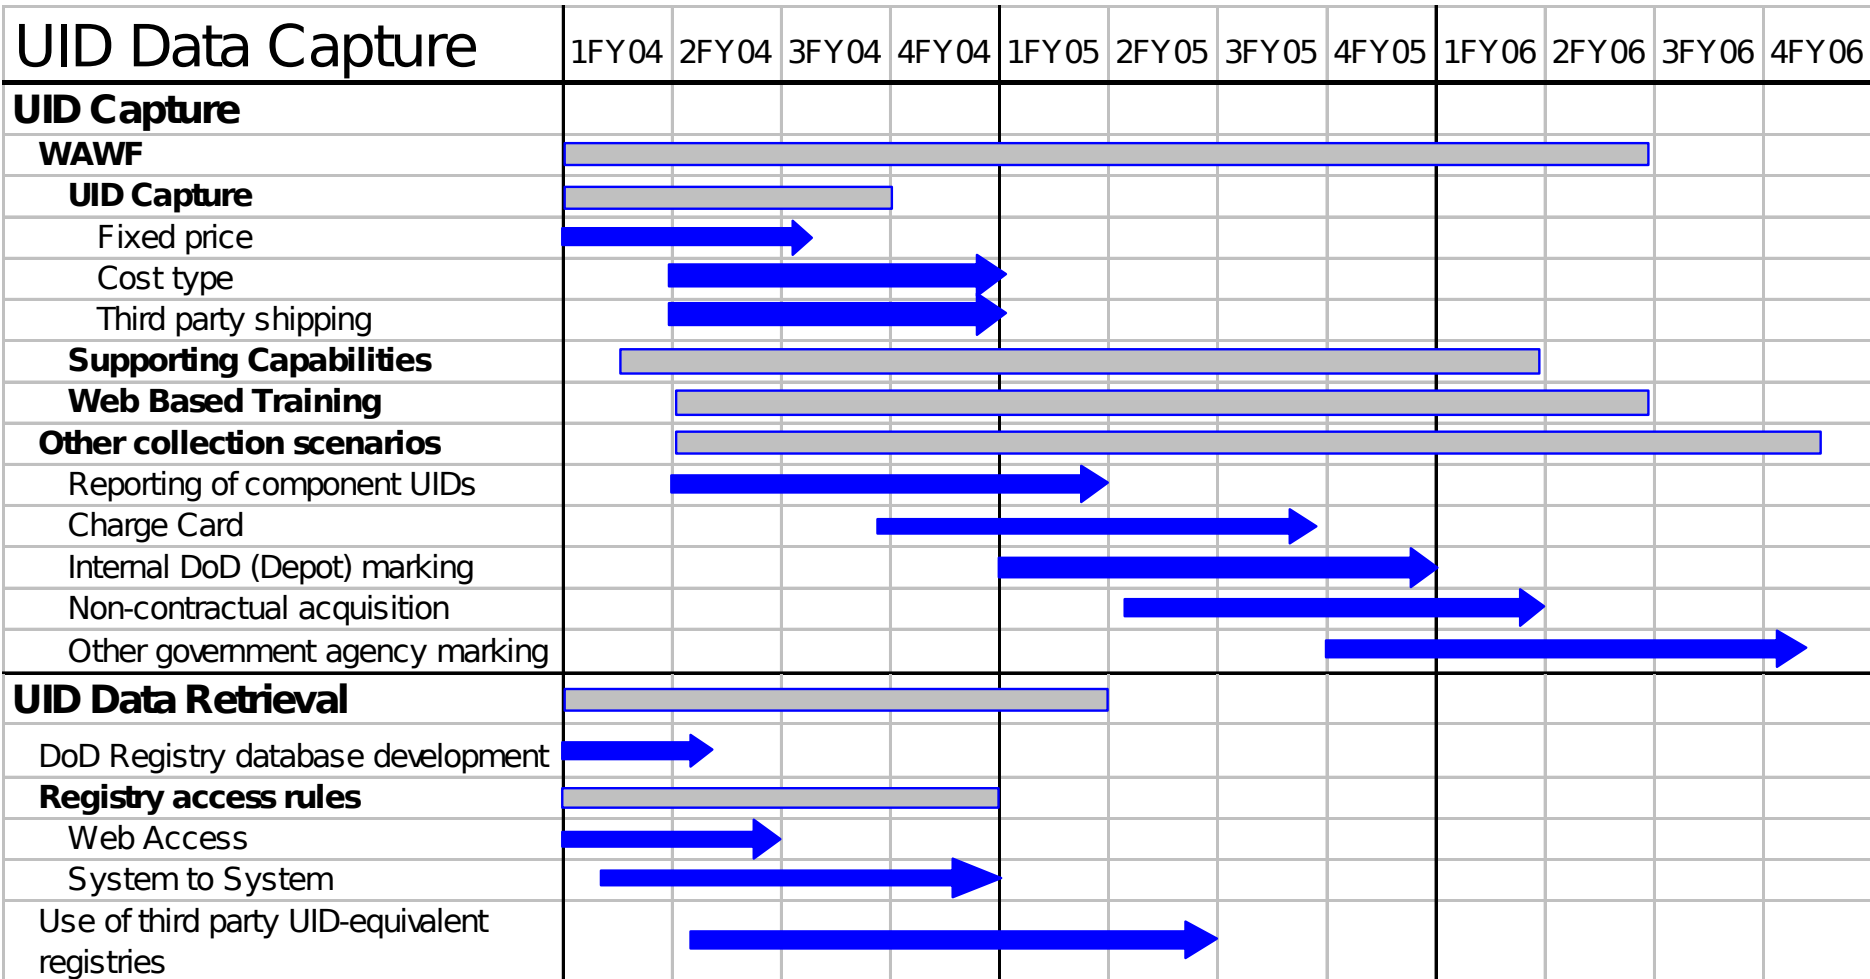 UID Data Capture 1FY04 2FY04 3FY04 4FY04 1FY05 2FY05 3FY05 4FY05 1FY06 2FY06 3FY06 4FY06
UID Capture
WAWF
UID Capture
Fixed price
Cost type
Third party shipping
Supporting Capabilities
Web Based Training
Other collection scenarios
Reporting of component UIDs
Charge Card
Internal DoD (Depot) marking
Non-contractual acquisition
Other government agency marking
UID Data Retrieval
DoD Registry database development
Registry access rules
Web Access
System to System
Use of third party UID-equivalent
registries